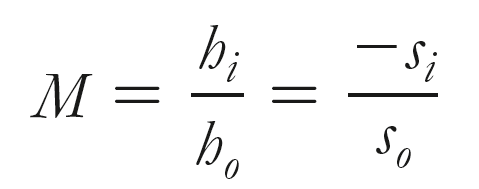 M = h_i / h_o = −s_i / s_o